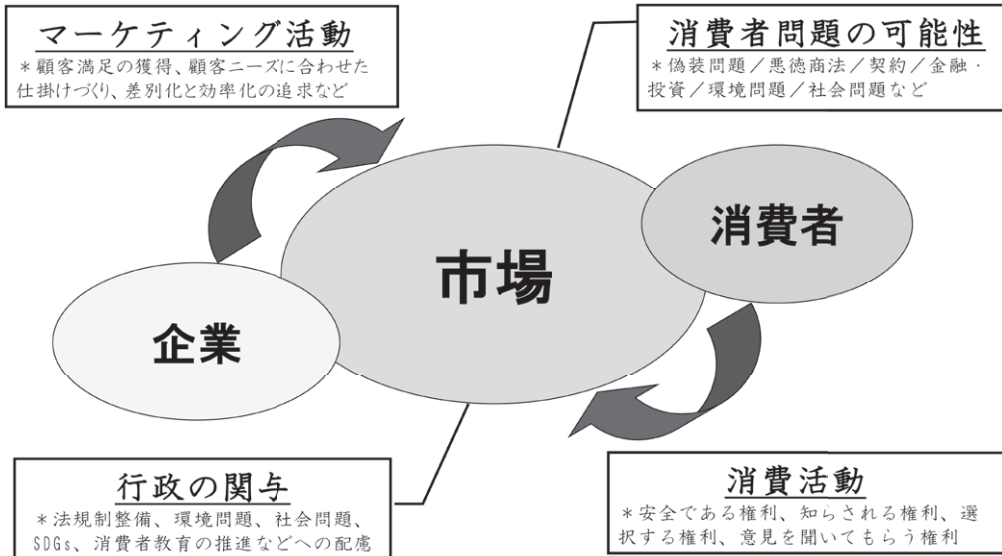 マーケティング活動
＊顧客満足の獲得、顧客ニーズに合わせた
仕掛けづくり、差別化と効率化の追求など
消費者問題の可能性
＊偽装問題／悪徳商法／契約／金融・
投資／環境問題／社会問題など
市場
消費者
企業
行政の関与
＊法規制整備、環境問題、社会問題、
SDGs、消費者教育の推進などへの配慮
消費活動
＊安全である権利、知らされる権利、選
択する権利、意見を聞いてもらう権利